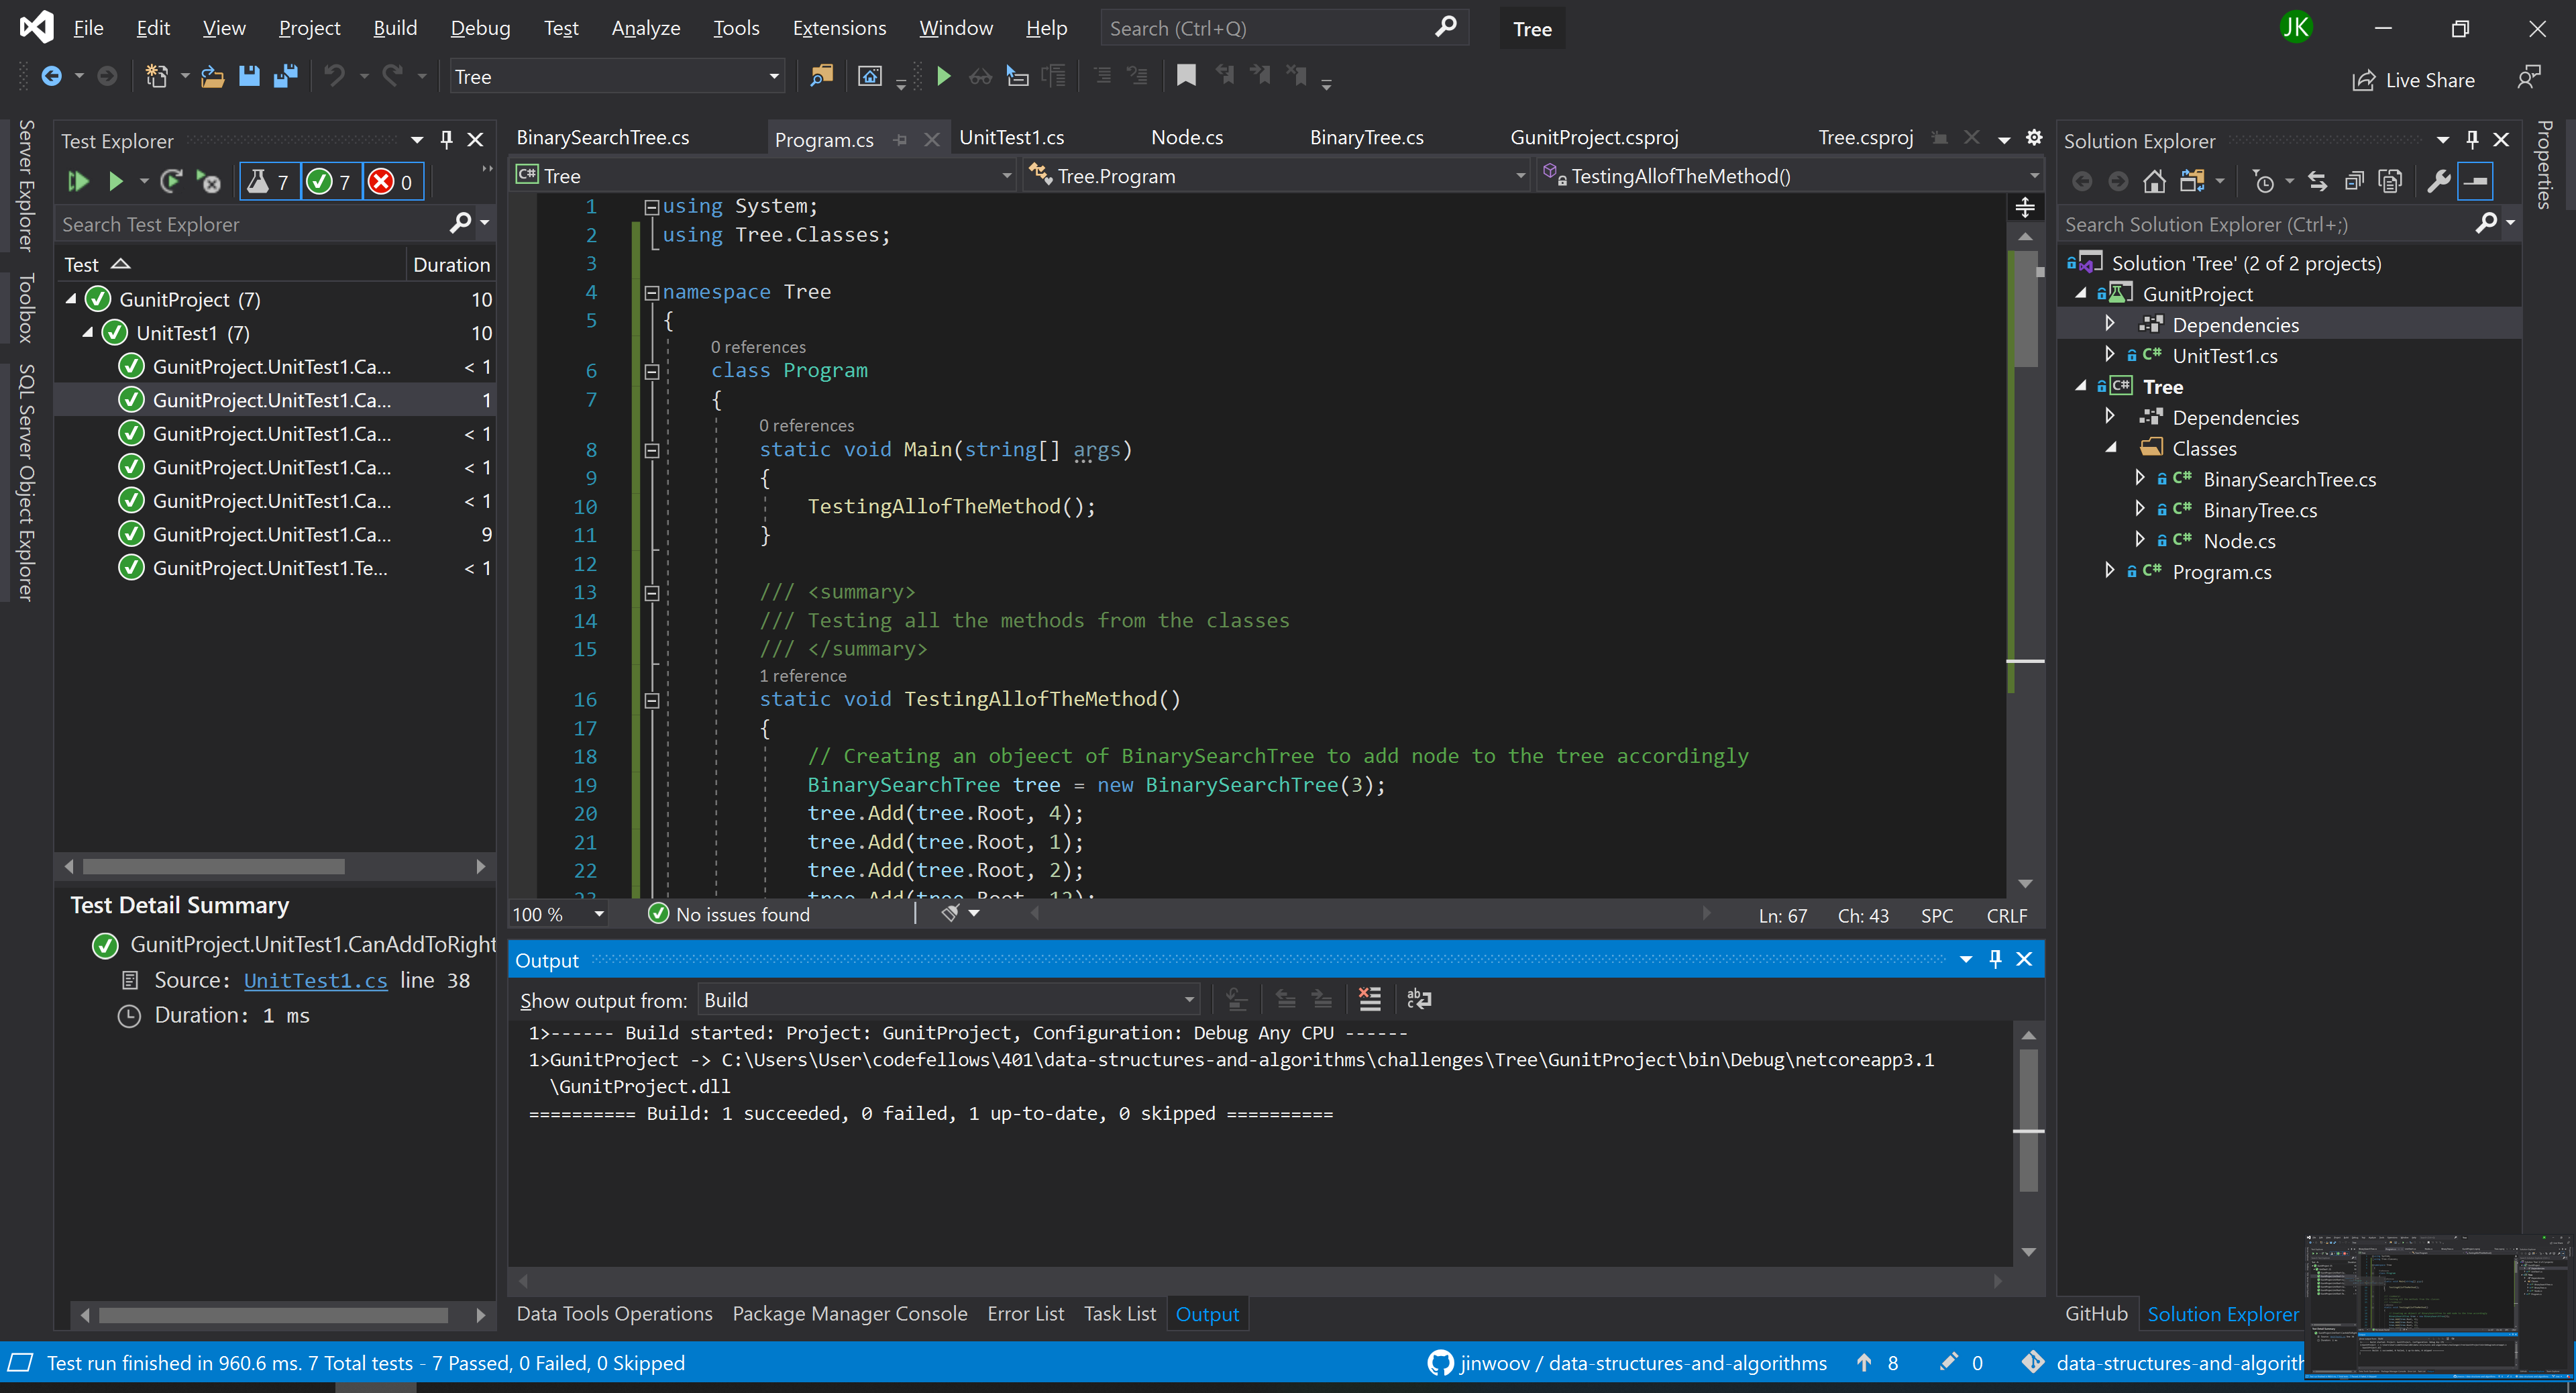 File Edit View Project Build Debug Test Analyze Tools Extensions Window Help Search (Ctrl+Q) Tree JK
Tree Live Share
Server Explorer
Toolbox
SQL Server Object Explorer
Test Explorer
7 7 0
Search Test Explorer
Test Duration
GunitProject (7) 10
UnitTest1 (7) 10
GunitProject.UnitTest1.Ca... < 1
GunitProject.UnitTest1.Ca... 1
GunitProject.UnitTest1.Ca... < 1
GunitProject.UnitTest1.Ca... < 1
GunitProject.UnitTest1.Ca... < 1
GunitProject.UnitTest1.Ca... 9
GunitProject.UnitTest1.Te... < 1
Test Detail Summary
GunitProject.UnitTest1.CanAddToRight
Source: UnitTest1.cs line 38
Duration: 1 ms
BinarySearchTree.cs Program.cs UnitTest1.cs Node.cs BinaryTree.cs GunitProject.csproj Tree.csproj
C# Tree Tree.Program TestingAllofTheMethod()
1 using System;
2 using Tree.Classes;
3
4 namespace Tree
5 {
0 references
6 class Program
7 {
0 references
8 static void Main(string[] args)
9 {
10 TestingAllofTheMethod();
11 }
12
13 /// <summary>
14 /// Testing all the methods from the classes
15 /// </summary>
1 reference
16 static void TestingAllofTheMethod()
17 {
18 // Creating an objeect of BinarySearchTree to add node to the tree accordingly
19 BinarySearchTree tree = new BinarySearchTree(3);
20 tree.Add(tree.Root, 4);
21 tree.Add(tree.Root, 1);
22 tree.Add(tree.Root, 2);
23 tree.Add(tree.Root, 12);
100 % No issues found Ln: 67 Ch: 43 SPC CRLF
Output
Show output from: Build
1>------ Build started: Project: GunitProject, Configuration: Debug Any CPU ------
1>GunitProject -> C:\Users\User\codefellows\401\data-structures-and-algorithms\challenges\Tree\GunitProject\bin\Debug\netcoreapp3.1
\GunitProject.dll
========== Build: 1 succeeded, 0 failed, 1 up-to-date, 0 skipped ==========
Data Tools Operations Package Manager Console Error List Task List Output
Solution Explorer
Search Solution Explorer (Ctrl+;)
Solution 'Tree' (2 of 2 projects)
GunitProject
Dependencies
C# UnitTest1.cs
C# Tree
Dependencies
Classes
C# BinarySearchTree.cs
C# BinaryTree.cs
C# Node.cs
C# Program.cs
GitHub Solution Explorer
Properties
Test run finished in 960.6 ms. 7 Total tests - 7 Passed, 0 Failed, 0 Skipped jinwoov / data-structures-and-algorithms 8 0 data-structures-and-algorith